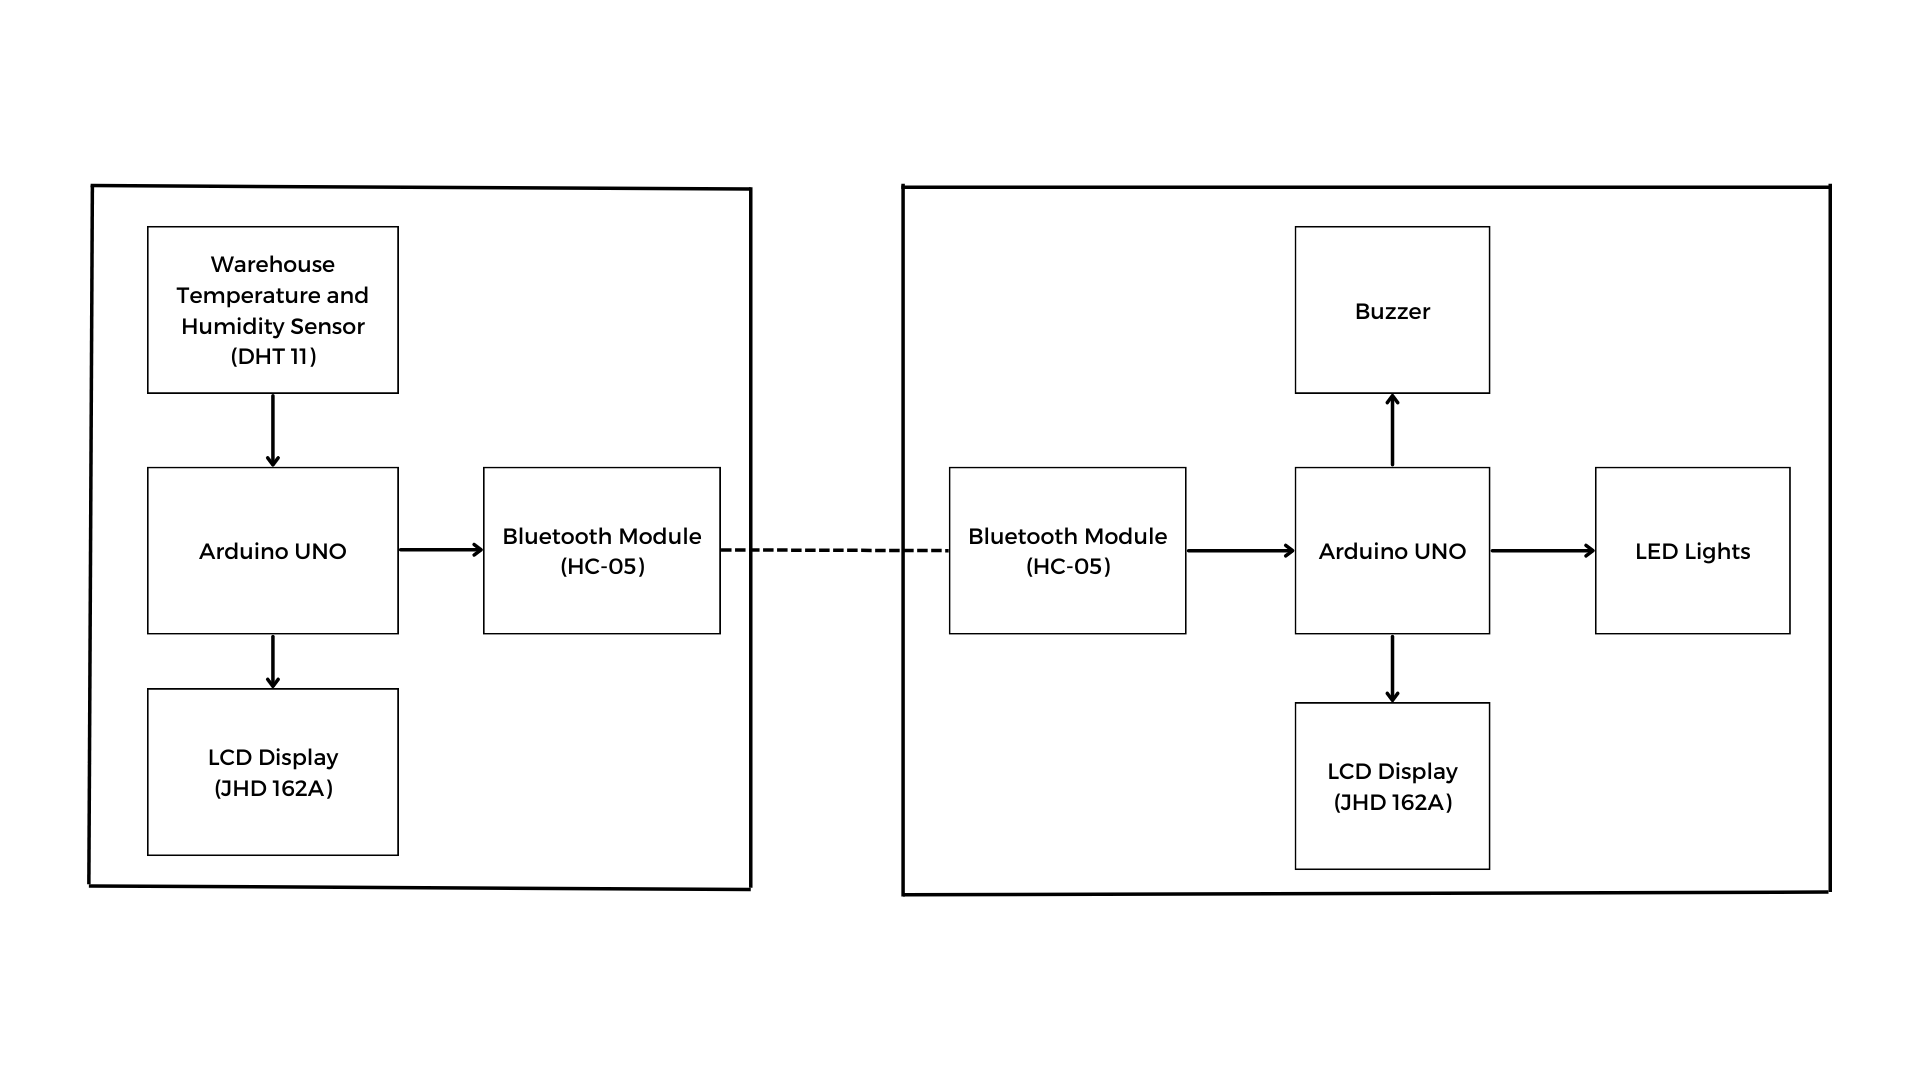 Warehouse
Temperature and
Humidity Sensor
(DHT 11)
Arduino UNO
Bluetooth Module
(HC-05)
LCD Display
(JHD 162A)
Buzzer
Bluetooth Module
(HC-05)
Arduino UNO
LED Lights
LCD Display
(JHD 162A)